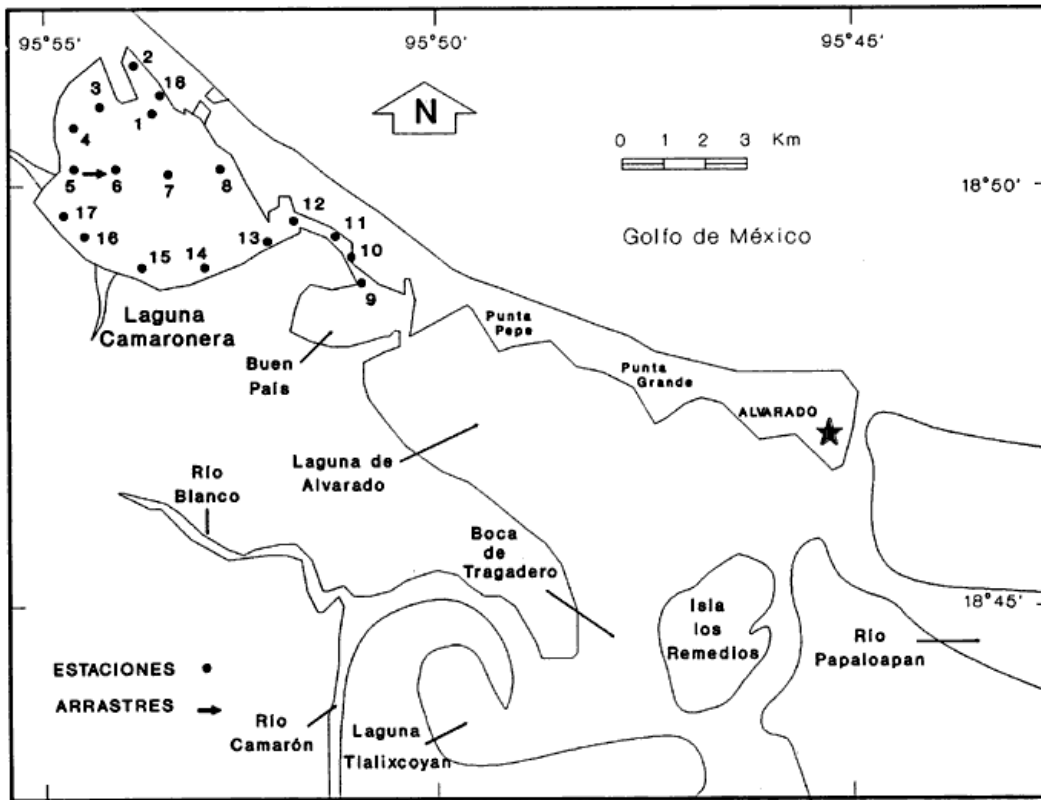 95°55'
95°50'
95°45'
2
18
3
1
4
N
0 1 2 3 Km
5
6
7
8
18°50'
17
12
11
Golfo de México
16
13
10
15
14
9
Laguna
Camaronera
Punta
Pepe
Buen
País
Punta
Grande
ALVARADO
Laguna de
Alvarado
Río
Blanco
Boca
de
Tragadero
18°45'
Isla
los
Remedios
Río
Papaloapan
ESTACIONES
ARRASTRES
Río
Camarón
Laguna
Tlalixcoyan